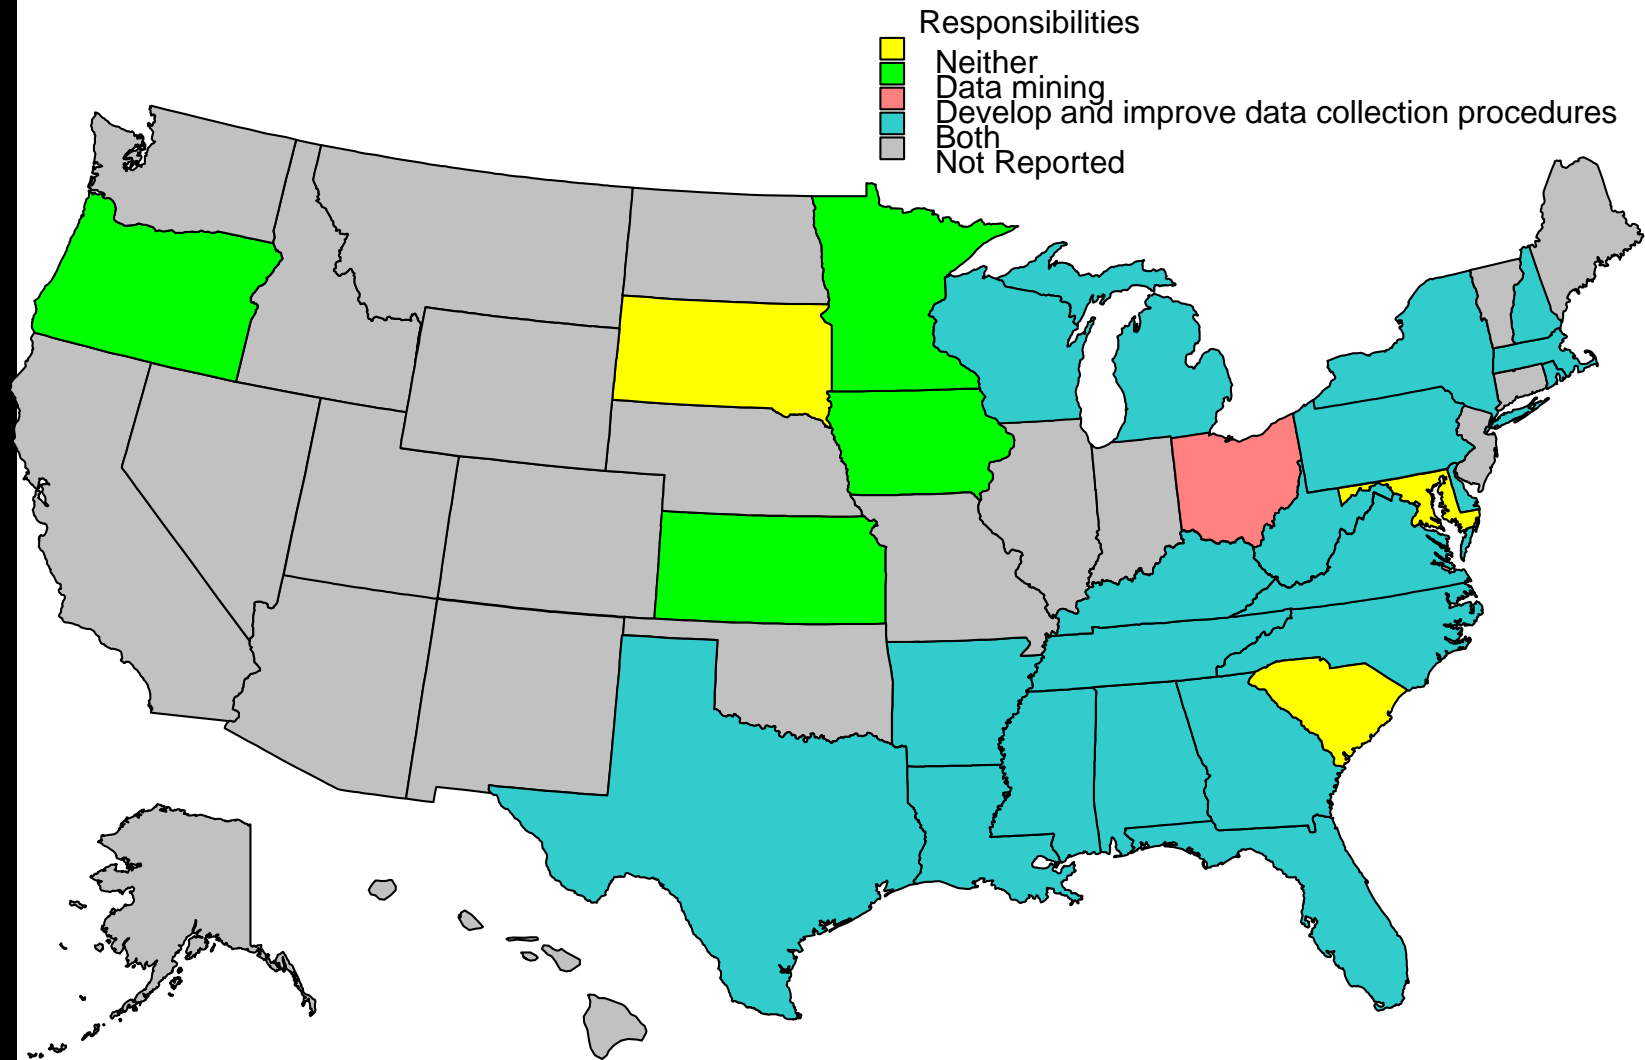 Responsibilities
Neither
Data mining
Develop and improve data collection procedures
Both
Not Reported